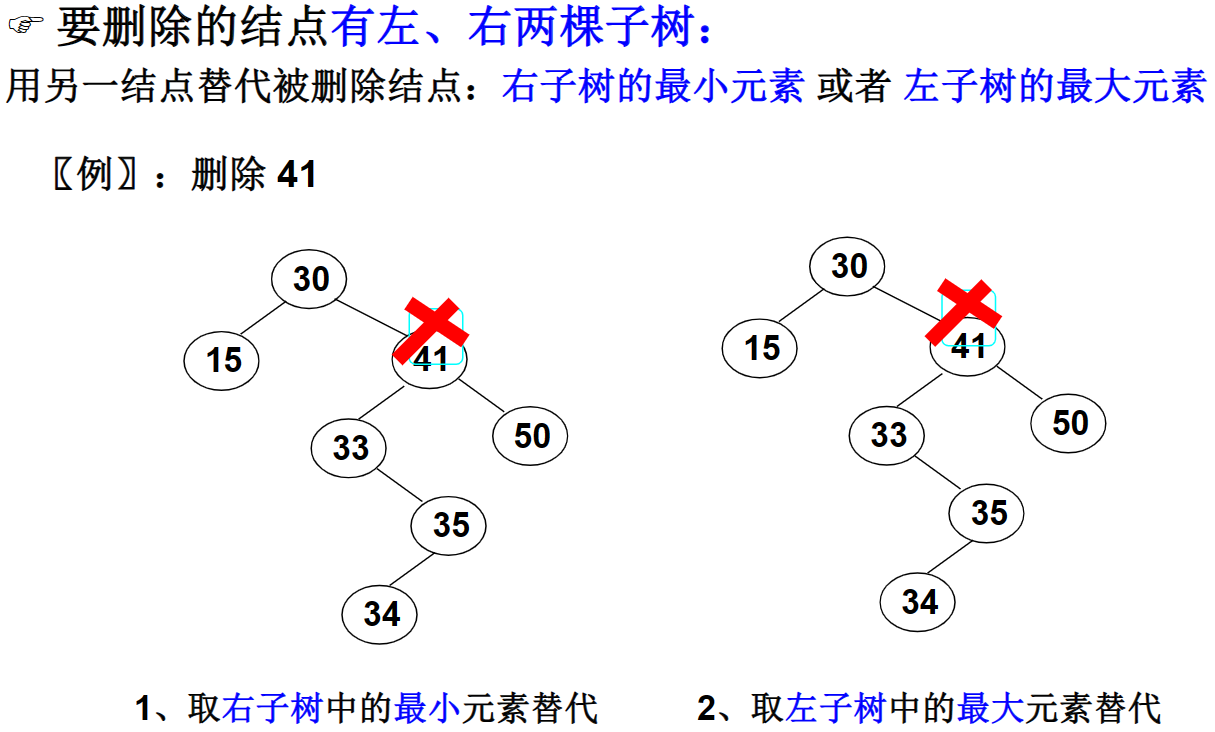 ☞ 要删除的结点有左、右两棵子树：
用另一结点替代被删除结点：右子树的最小元素 或者 左子树的最大元素
〖例〗：删除 41
30 30
15 41 15 41
33 50 33 50
35 35
34 34
1、取右子树中的最小元素替代 2、取左子树中的最大元素替代